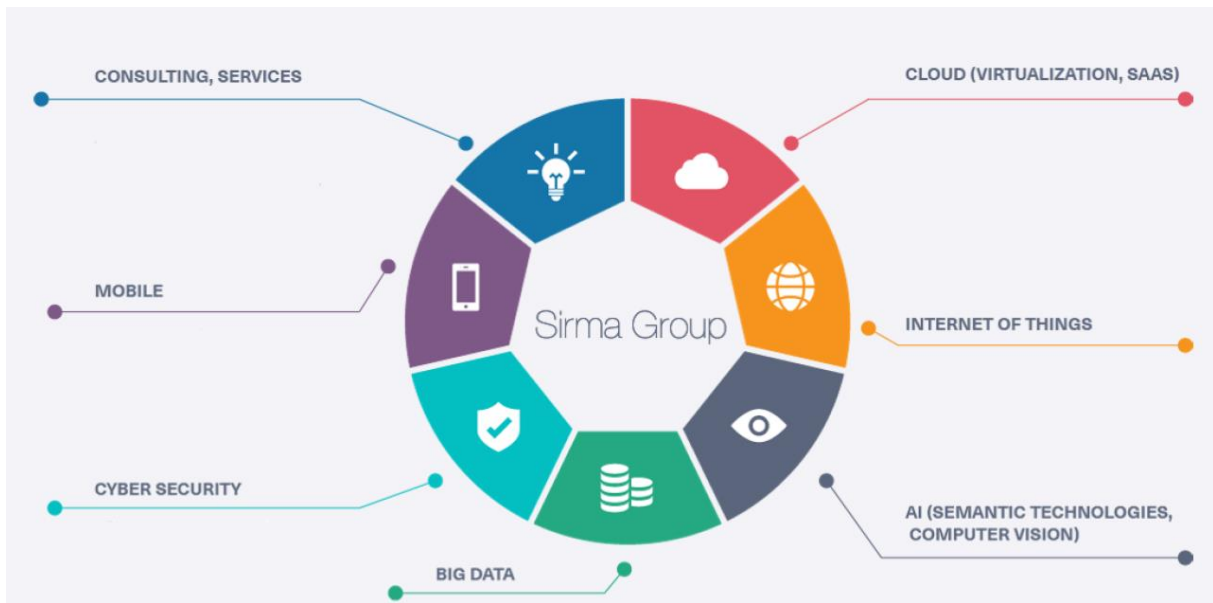 CONSULTING, SERVICES
CLOUD (VIRTUALIZATION, SAAS)
MOBILE
Sirma Group
INTERNET OF THINGS
CYBER SECURITY
AI (SEMANTIC TECHNOLOGIES,
COMPUTER VISION)
BIG DATA